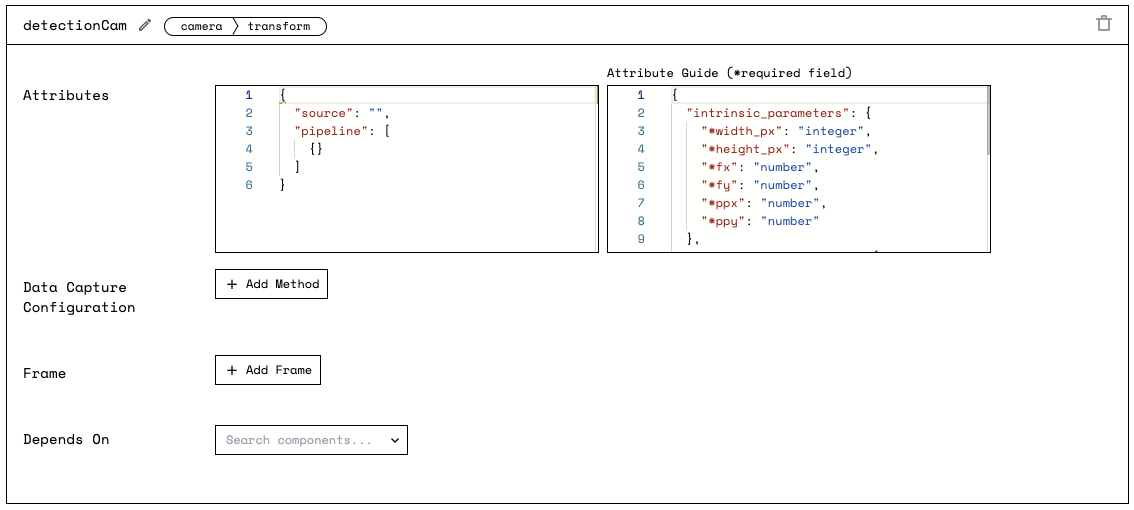 detectionCam camera transform
Attribute Guide (*required field)
Attributes
1 {
2 "source": "",
3 "pipeline": [
4 {}
5 ]
6 }
1 {
2 "intrinsic_parameters": {
3 "*width_px": "integer",
4 "*height_px": "integer",
5 "*fx": "number",
6 "*fy": "number",
7 "*ppx": "number",
8 "*ppy": "number"
9 },
Data Capture
Configuration
+ Add Method
Frame
+ Add Frame
Depends On
Search components...